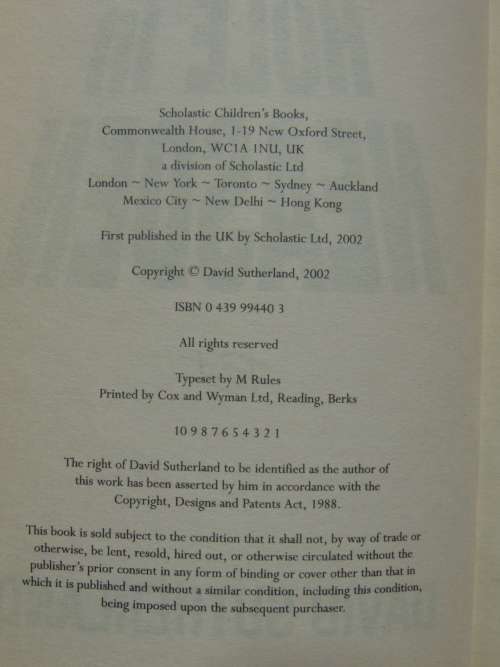 Scholastic Children's Books,
Commonwealth House, 1-19 New Oxford Street,
London, WC1A 1NU, UK
a division of Scholastic Ltd
London ~ New York ~ Toronto ~ Sydney ~ Auckland
Mexico City ~ New Delhi ~ Hong Kong
First published in the UK by Scholastic Ltd, 2002
Copyright © David Sutherland, 2002
ISBN 0 439 99440 3
All rights reserved
Typeset by M Rules
Printed by Cox and Wyman Ltd, Reading, Berks
10 9 8 7 6 5 4 3 2 1
The right of David Sutherland to be identified as the author of
this work has been asserted by him in accordance with the
Copyright, Designs and Patents Act, 1988.
This book is sold subject to the condition that it shall not, by way of trade or
otherwise, be lent, resold, hired out, or otherwise circulated without the
publisher's prior consent in any form of binding or cover other than that in
which it is published and without a similar condition, including this condition,
being imposed upon the subsequent purchaser.